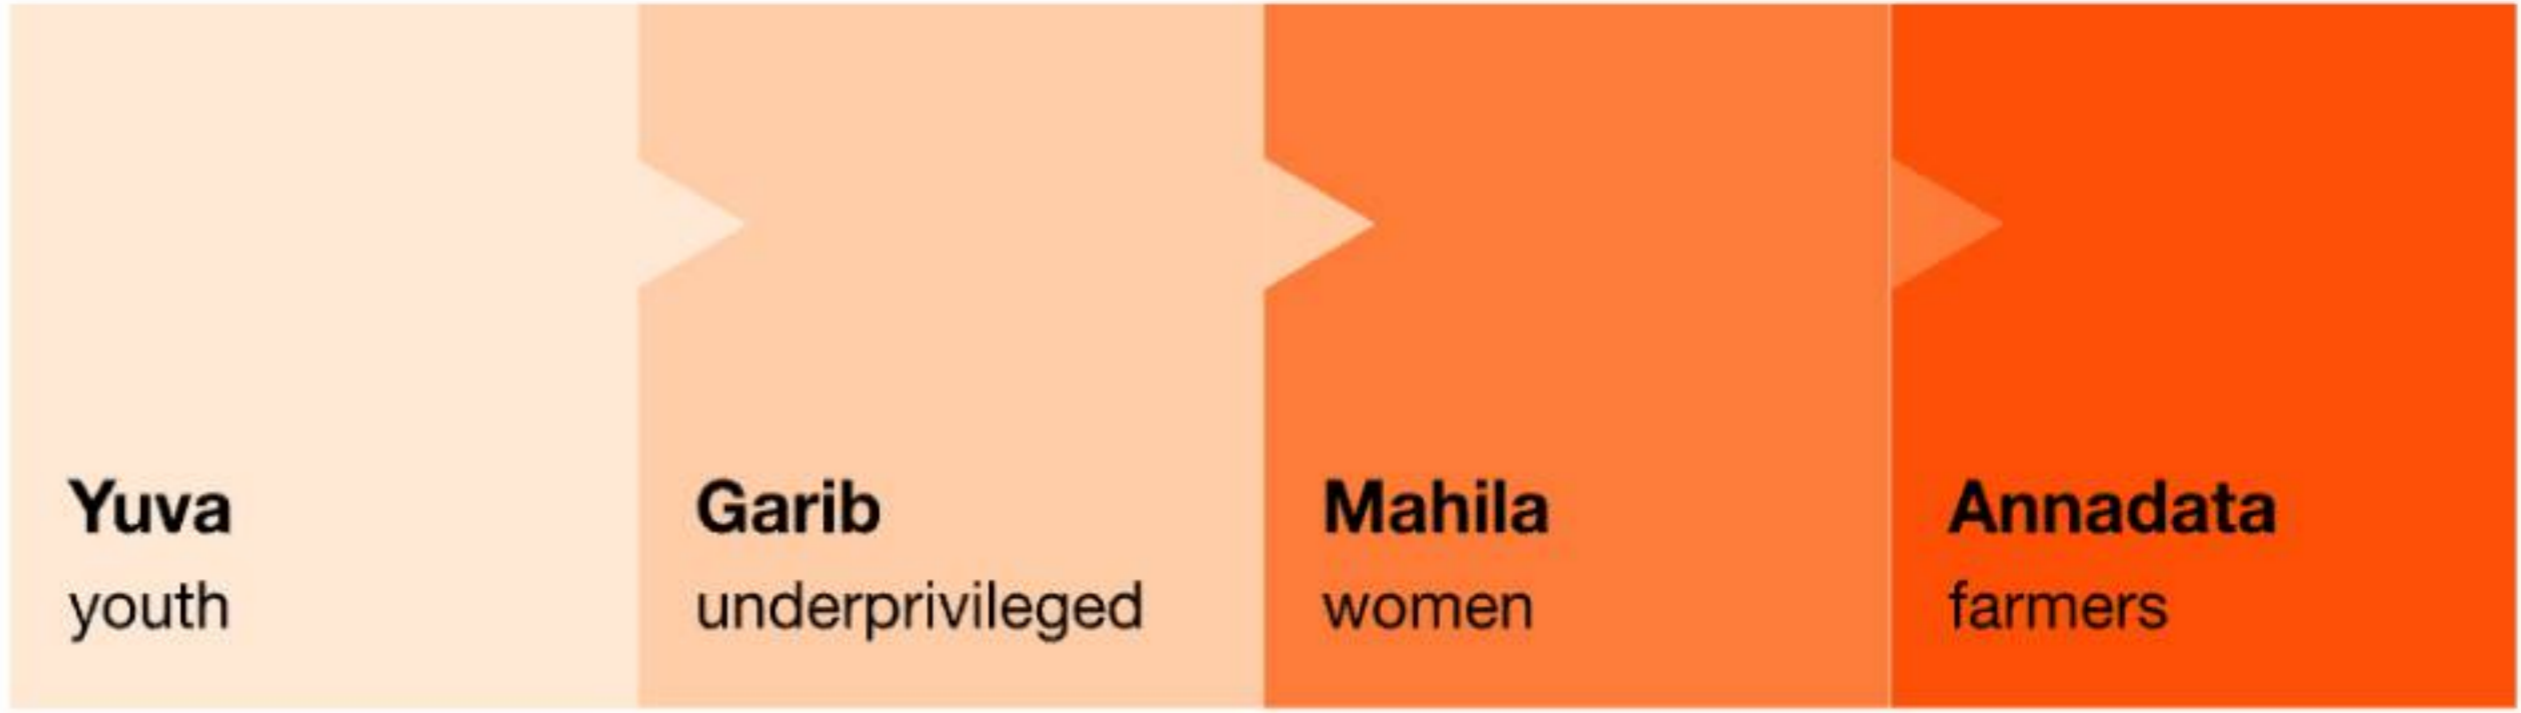 Yuva
youth
Garib
underprivileged
Mahila
women
Annadata
farmers